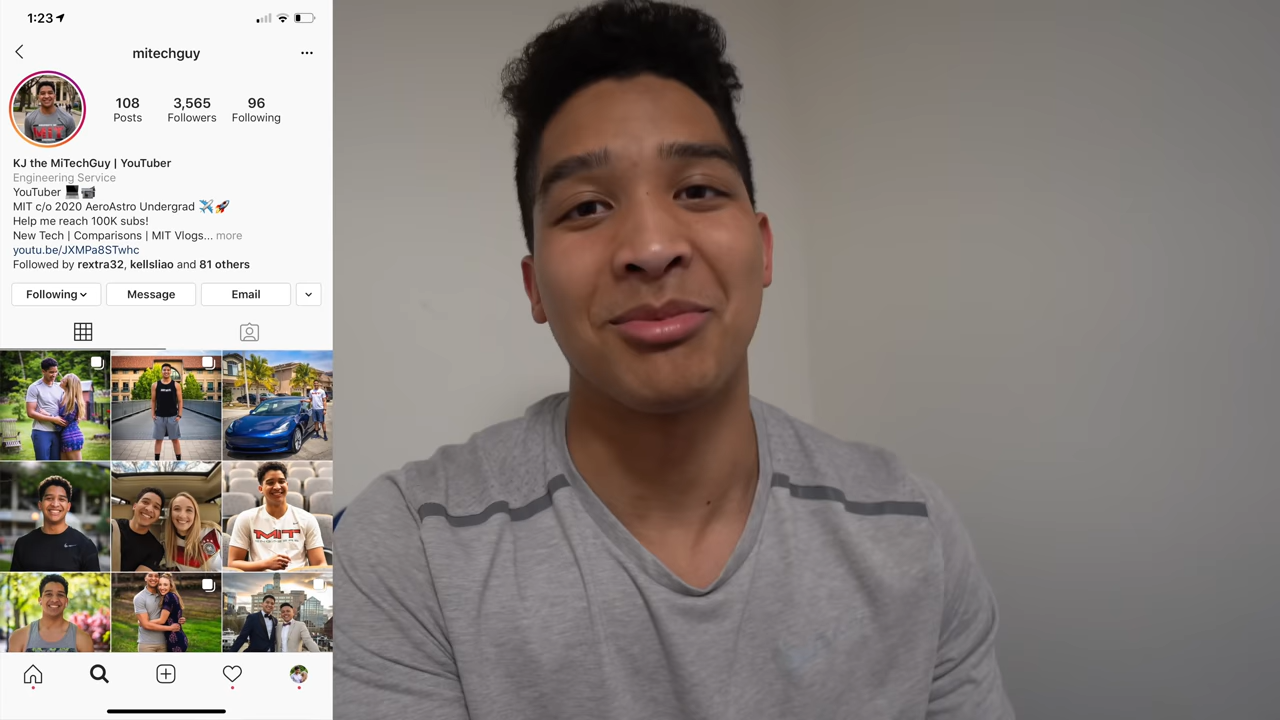 1:23
mitechguy
108 3,565 96
Posts Followers Following
KJ the MiTechGuy | YouTuber
Engineering Service
YouTuber 💻📹
MIT c/o 2020 AeroAstro Undergrad ✈️🚀
Help me reach 100K subs!
New Tech | Comparisons | MIT Vlogs... more
youtu.be/JXMPa8STwhc
Followed by rextra32, kellsliao and 81 others
Following Message Email
MIT
MIT